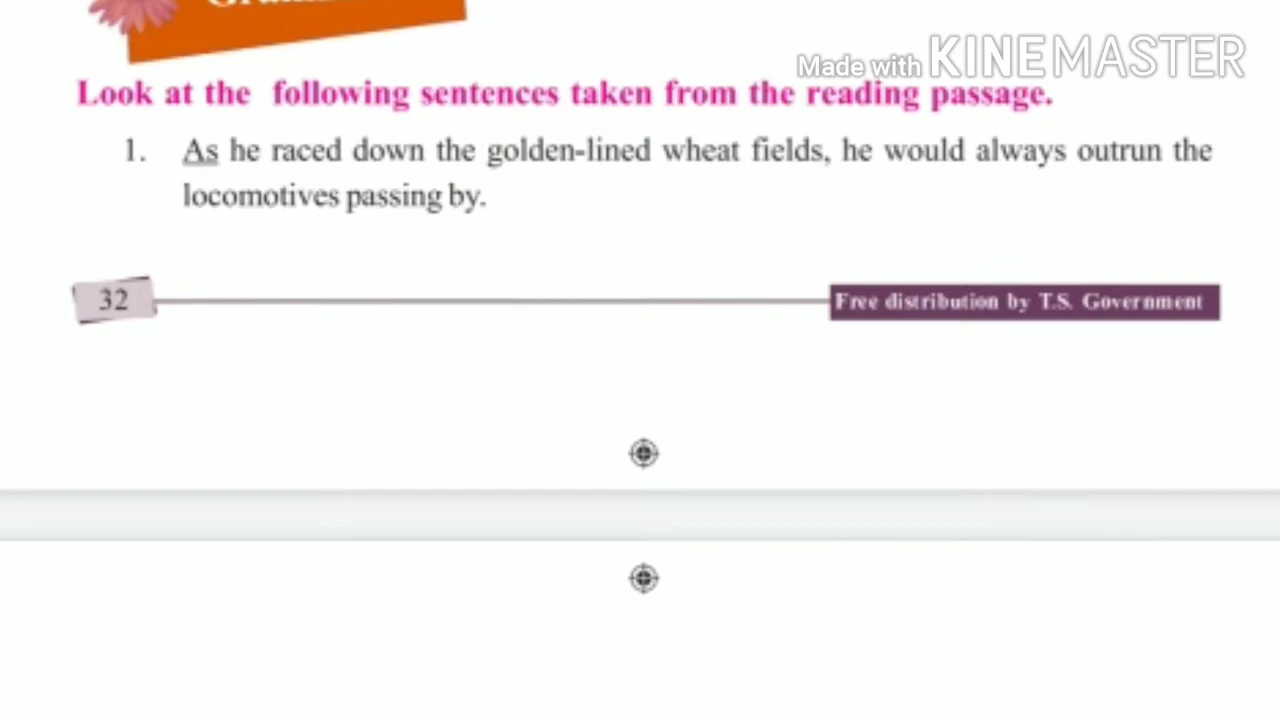 Made with KINEMASTER
Look at the following sentences taken from the reading passage.
1. As he raced down the golden-lined wheat fields, he would always outrun the
locomotives passing by.
32
Free distribution by T.S. Government